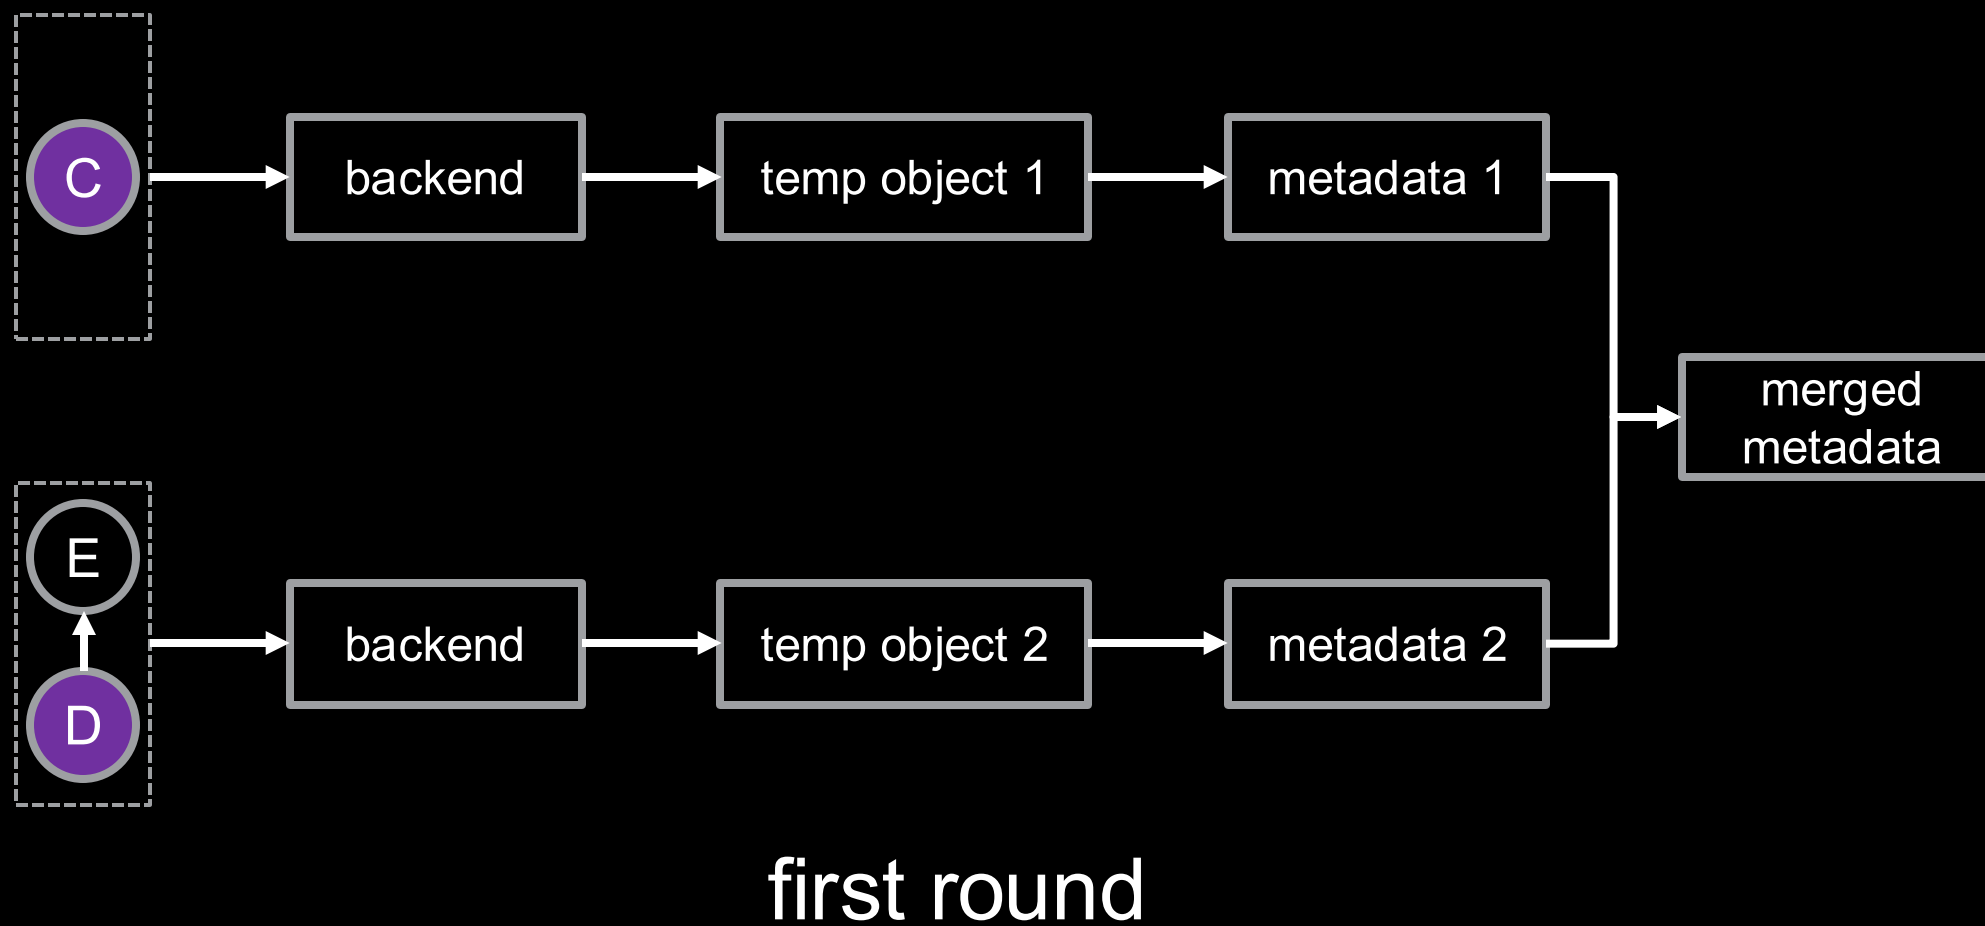 C
backend
temp object 1
metadata 1
merged
metadata
E
D
backend
temp object 2
metadata 2
first round